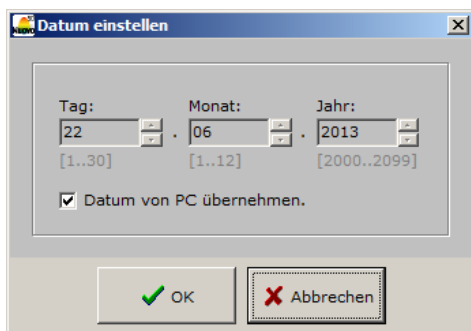 Datum einstellen
Tag: Monat: Jahr:
22 . 06 . 2013
[1..30] [1..12] [2000..2099]
Datum von PC übernehmen.
OK Abbrechen